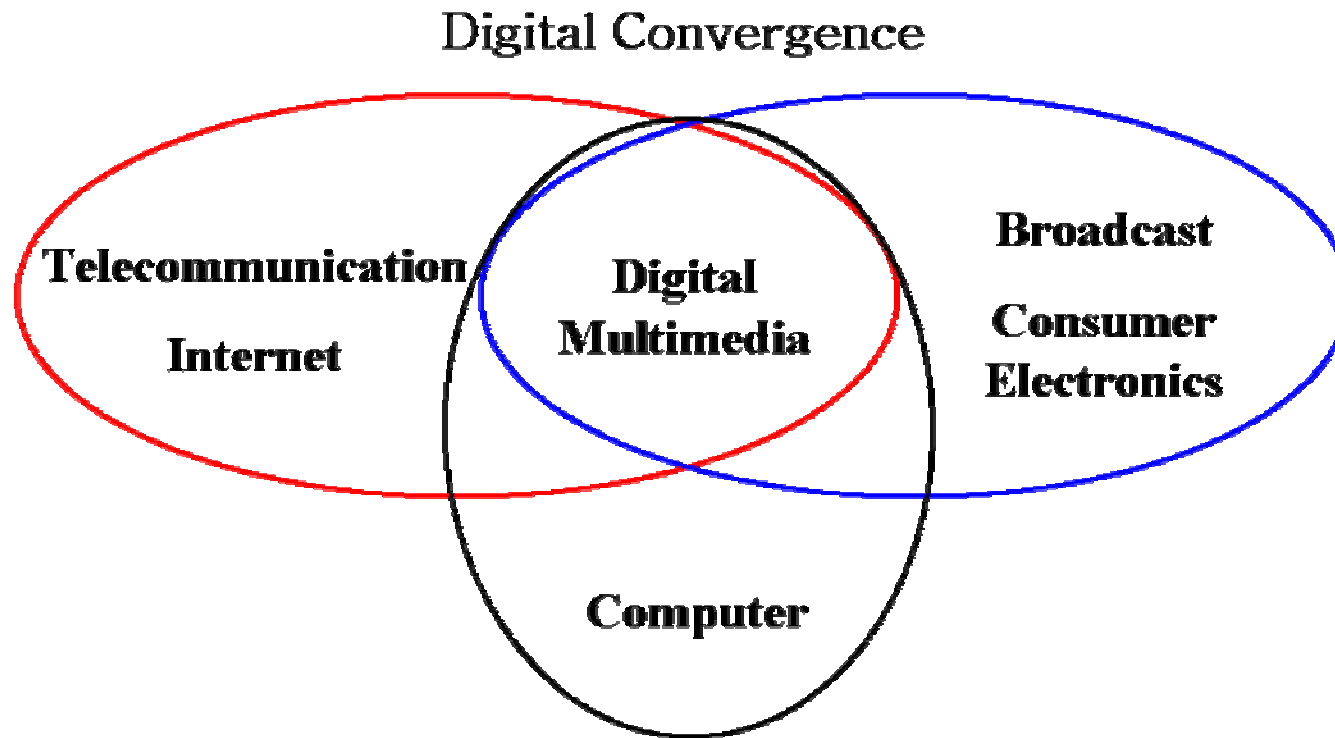 Digital Convergence
Telecommunication
Internet
Digital
Multimedia
Broadcast
Consumer
Electronics
Computer